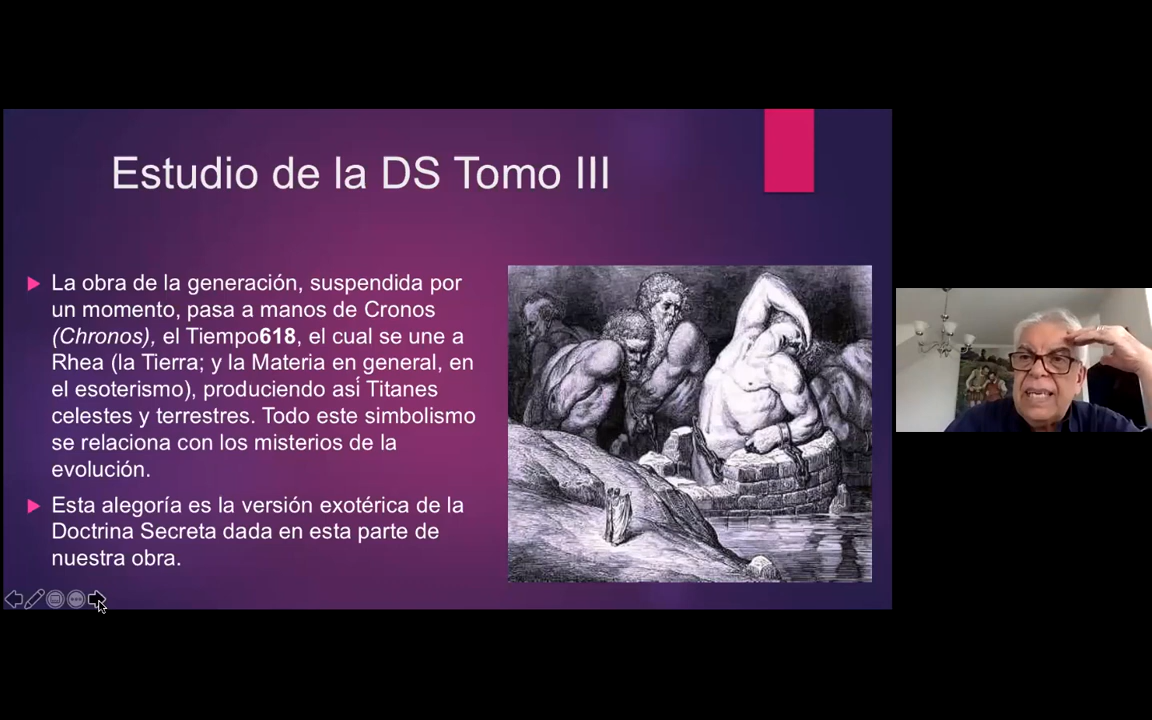 Estudio de la DS Tomo III
La obra de la generación, suspendida por
un momento, pasa a manos de Cronos
(Chronos), el Tiempo618, el cual se une a
Rhea (la Tierra; y la Materia en general, en
el esoterismo), produciendo así́ Titanes
celestes y terrestres. Todo este simbolismo
se relaciona con los misterios de la
evolución.
Esta alegoría es la versión exotérica de la
Doctrina Secreta dada en esta parte de
nuestra obra.